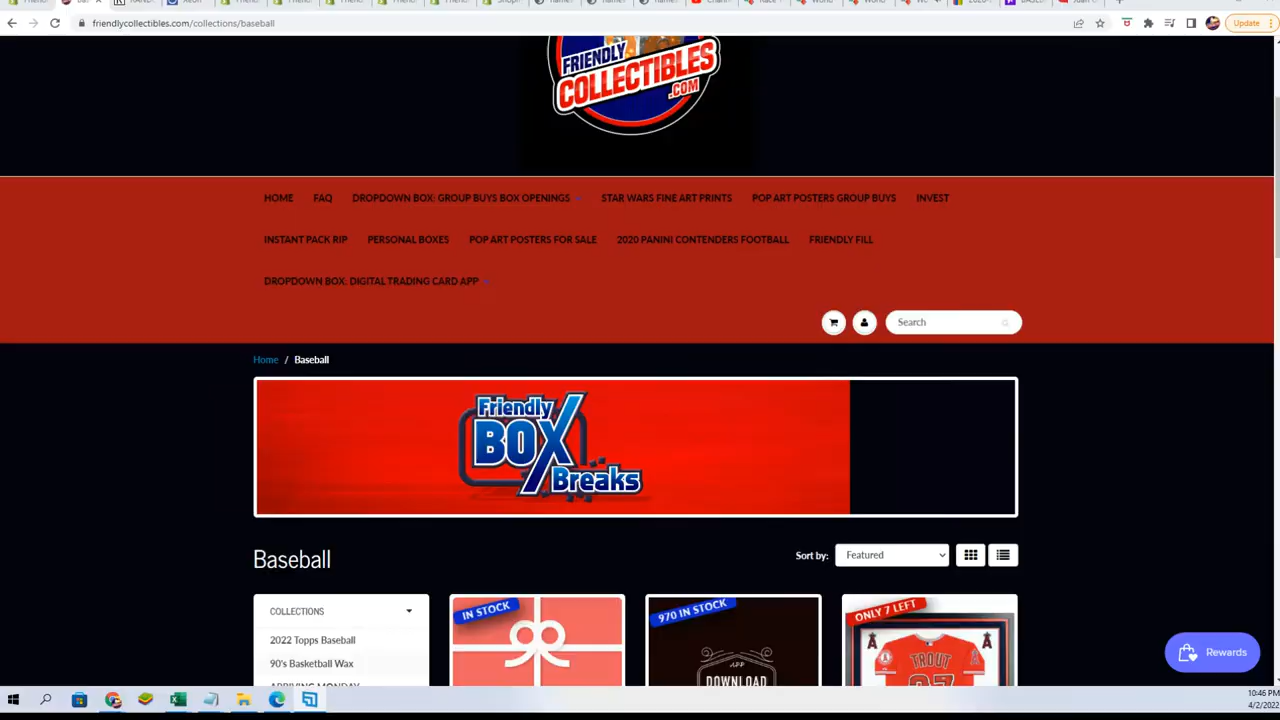 friendlycollectibles.com/collections/baseball
Update
FRIENDLY
COLLECTIBLES
.COM
HOME FAQ DROPDOWN BOX: GROUP BUYS BOX OPENINGS STAR WARS FINE ART PRINTS POP ART POSTERS GROUP BUYS INVEST
INSTANT PACK RIP PERSONAL BOXES POP ART POSTERS FOR SALE 2020 PANINI CONTENDERS FOOTBALL FRIENDLY FILL
DROPDOWN BOX: DIGITAL TRADING CARD APP
Search
Home / Baseball
Friendly
BOX
Breaks
Baseball
Sort by: Featured
COLLECTIONS
2022 Topps Baseball
90's Basketball Wax
ARRIVING MONDAY
IN STOCK
970 IN STOCK
APP
DOWNLOAD
ONLY 7 LEFT
TROUT
27
Rewards
10:46 PM
4/2/2022